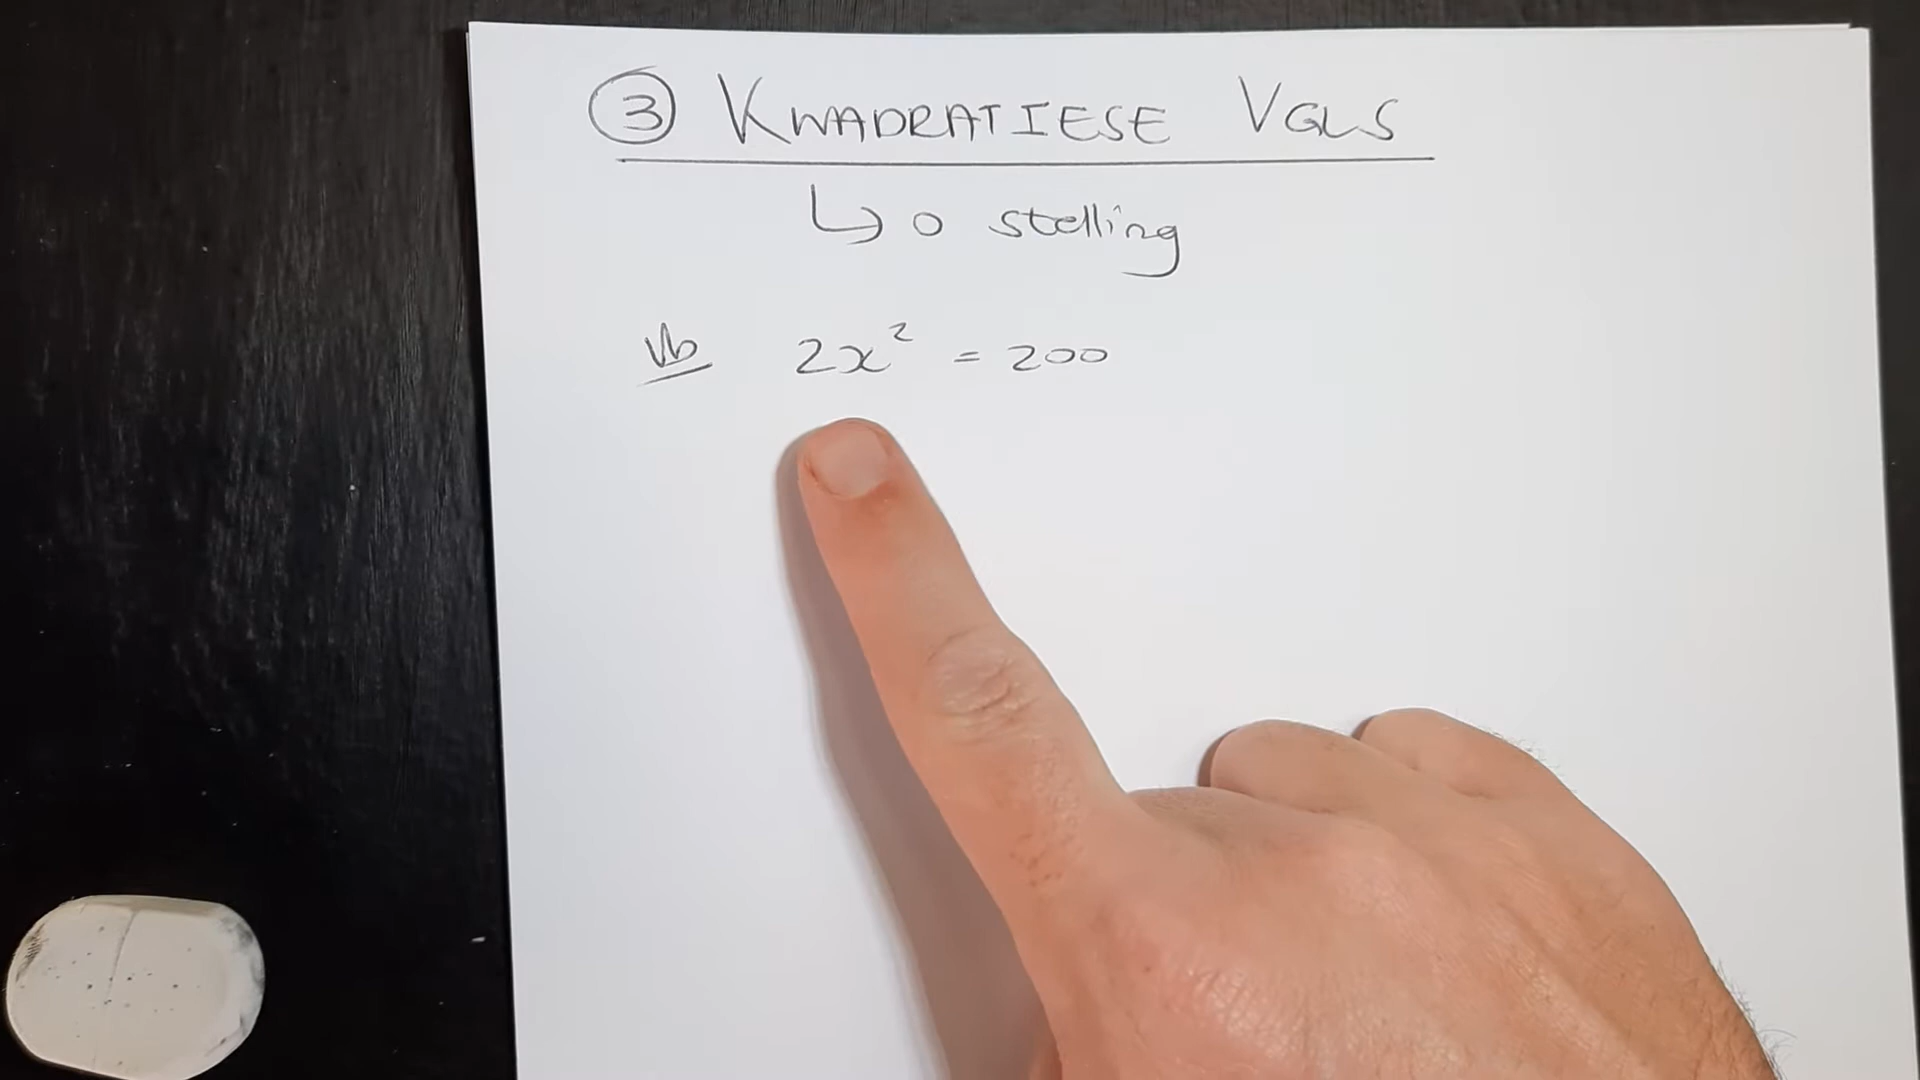 ③ KWADRATIESE VGLS
↳ 0 stelling
Vb 2x² = 200